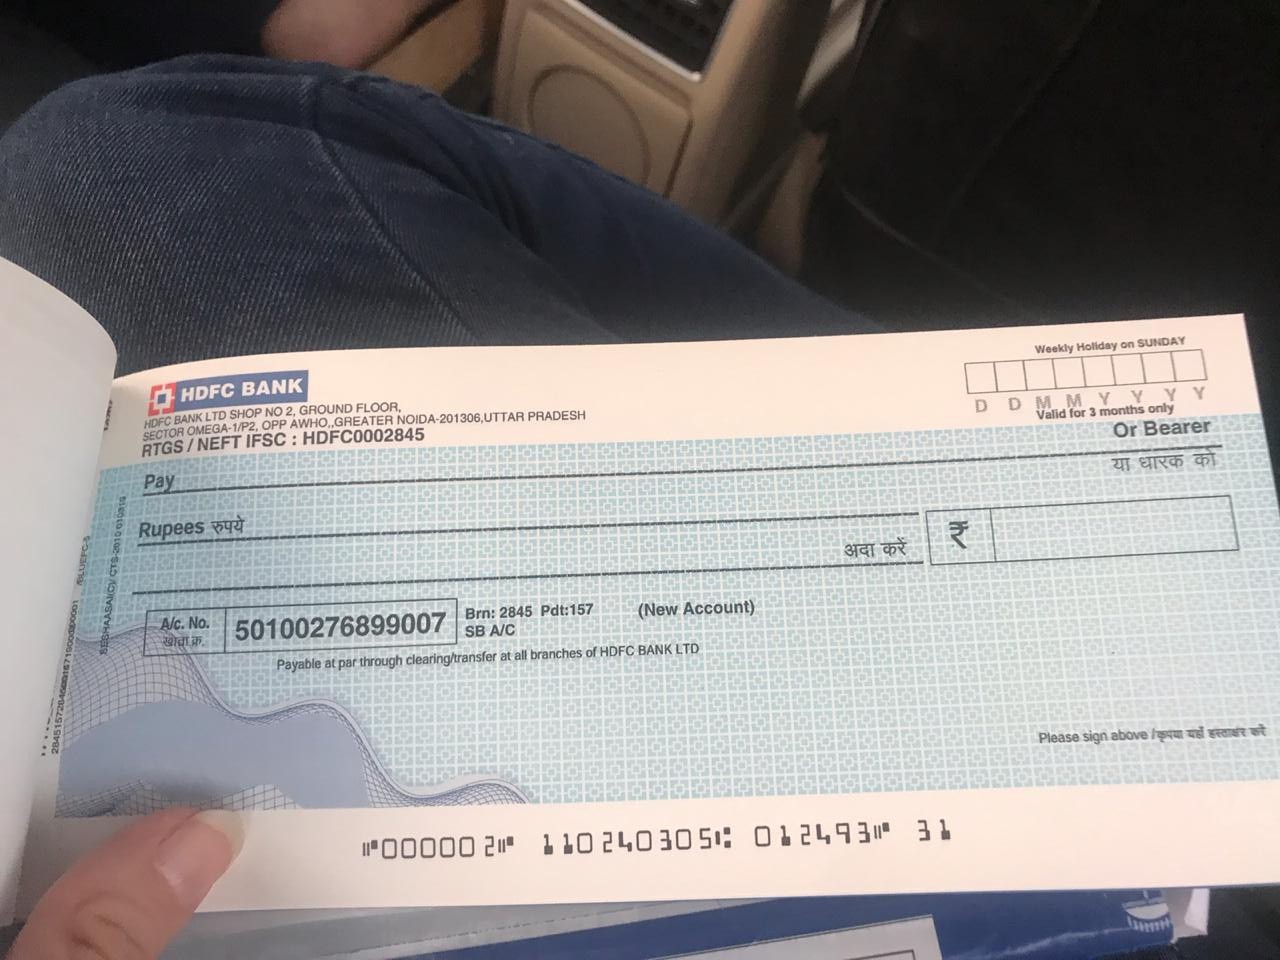 HDFC BANK
HDFC BANK LTD SHOP NO 2, GROUND FLOOR,
SECTOR OMEGA-1/P2, OPP AWHO,,GREATER NOIDA-201306,UTTAR PRADESH
RTGS / NEFT IFSC : HDFC0002845
Weekly Holiday on SUNDAY
D D M M Y Y Y Y
Valid for 3 months only
Pay
Or Bearer
या धारक को
Rupees रुपये
अदा करें
₹
A/c. No.
खाता क्र.
50100276899007
Brn: 2845 Pdt:157 (New Account)
SB A/C
Payable at par through clearing/transfer at all branches of HDFC BANK LTD
Please sign above /कृपया यहाँ हस्ताक्षर करें
⑈000002⑈ 110240305⑆ 012493⑈ 31